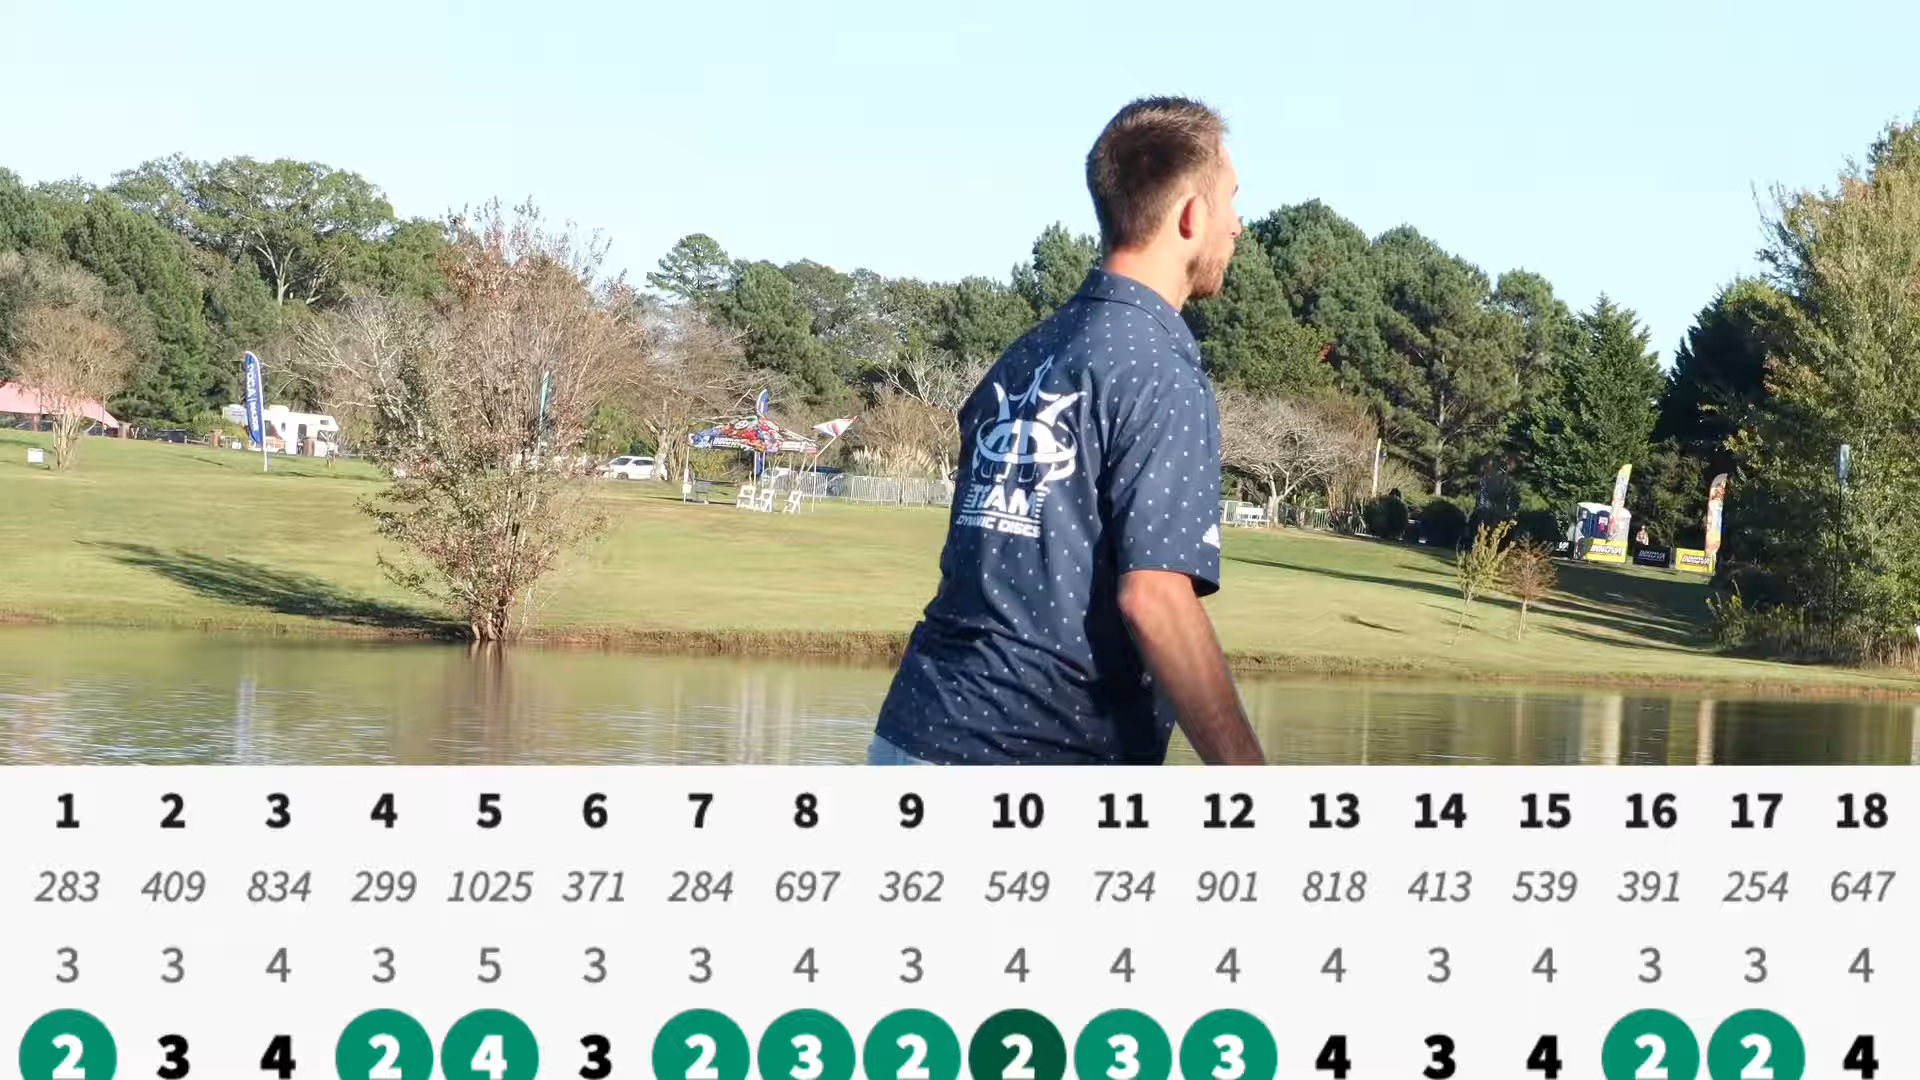 INNOVA
INNOVA
TEAM
DYNAMIC DISCS
1 2 3 4 5 6 7 8 9 10 11 12 13 14 15 16 17 18
283 409 834 299 1025 371 284 697 362 549 734 901 818 413 539 391 254 647
3 3 4 3 5 3 3 4 3 4 4 4 4 3 4 3 3 4
2 3 4 2 4 3 2 3 2 2 3 3 4 3 4 2 2 4